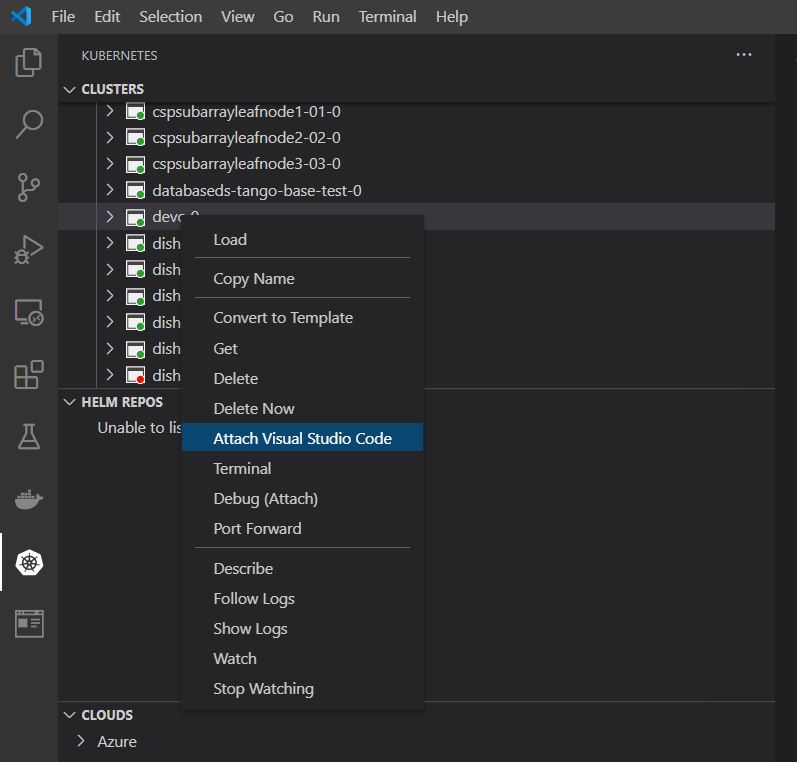 File Edit Selection View Go Run Terminal Help
KUBERNETES
CLUSTERS
cspsubarrayleafnode1-01-0
cspsubarrayleafnode2-02-0
cspsubarrayleafnode3-03-0
databaseds-tango-base-test-0
dish
dish
dish
dish
dish
dish
Load
Copy Name
Convert to Template
Get
Delete
Delete Now
Attach Visual Studio Code
Terminal
Debug (Attach)
Port Forward
Describe
Follow Logs
Show Logs
Watch
Stop Watching
HELM REPOS
Unable to lis
CLOUDS
Azure